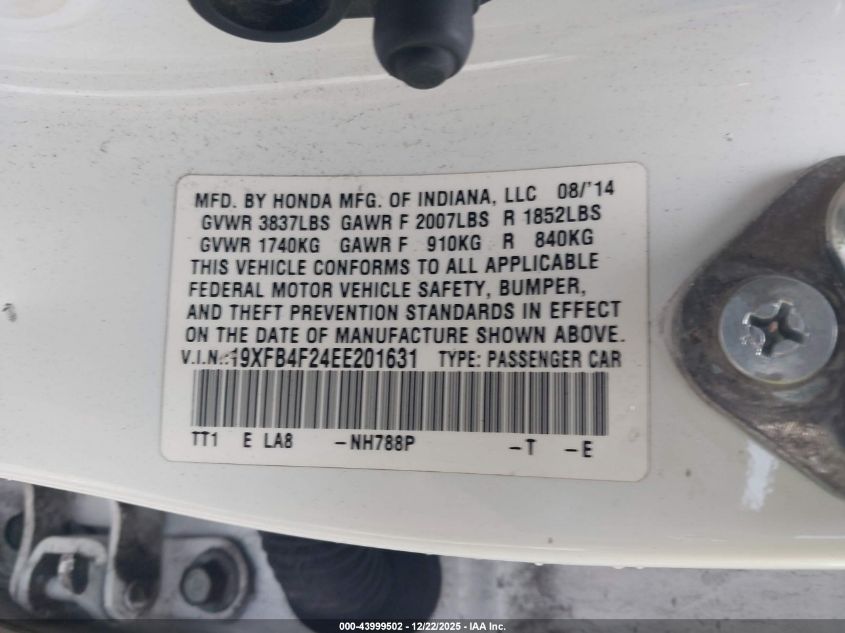 MFD. BY HONDA MFG. OF INDIANA, LLC 08/'14
GVWR 3837LBS GAWR F 2007LBS R 1852LBS
GVWR 1740KG GAWR F 910KG R 840KG
THIS VEHICLE CONFORMS TO ALL APPLICABLE
FEDERAL MOTOR VEHICLE SAFETY, BUMPER,
AND THEFT PREVENTION STANDARDS IN EFFECT
ON THE DATE OF MANUFACTURE SHOWN ABOVE.
V.I.N.: 19XFB4F24EE201631 TYPE: PASSENGER CAR
TT1 E LA8 -NH788P -T -E
000-43999502 - 12/22/2025 - IAA Inc.